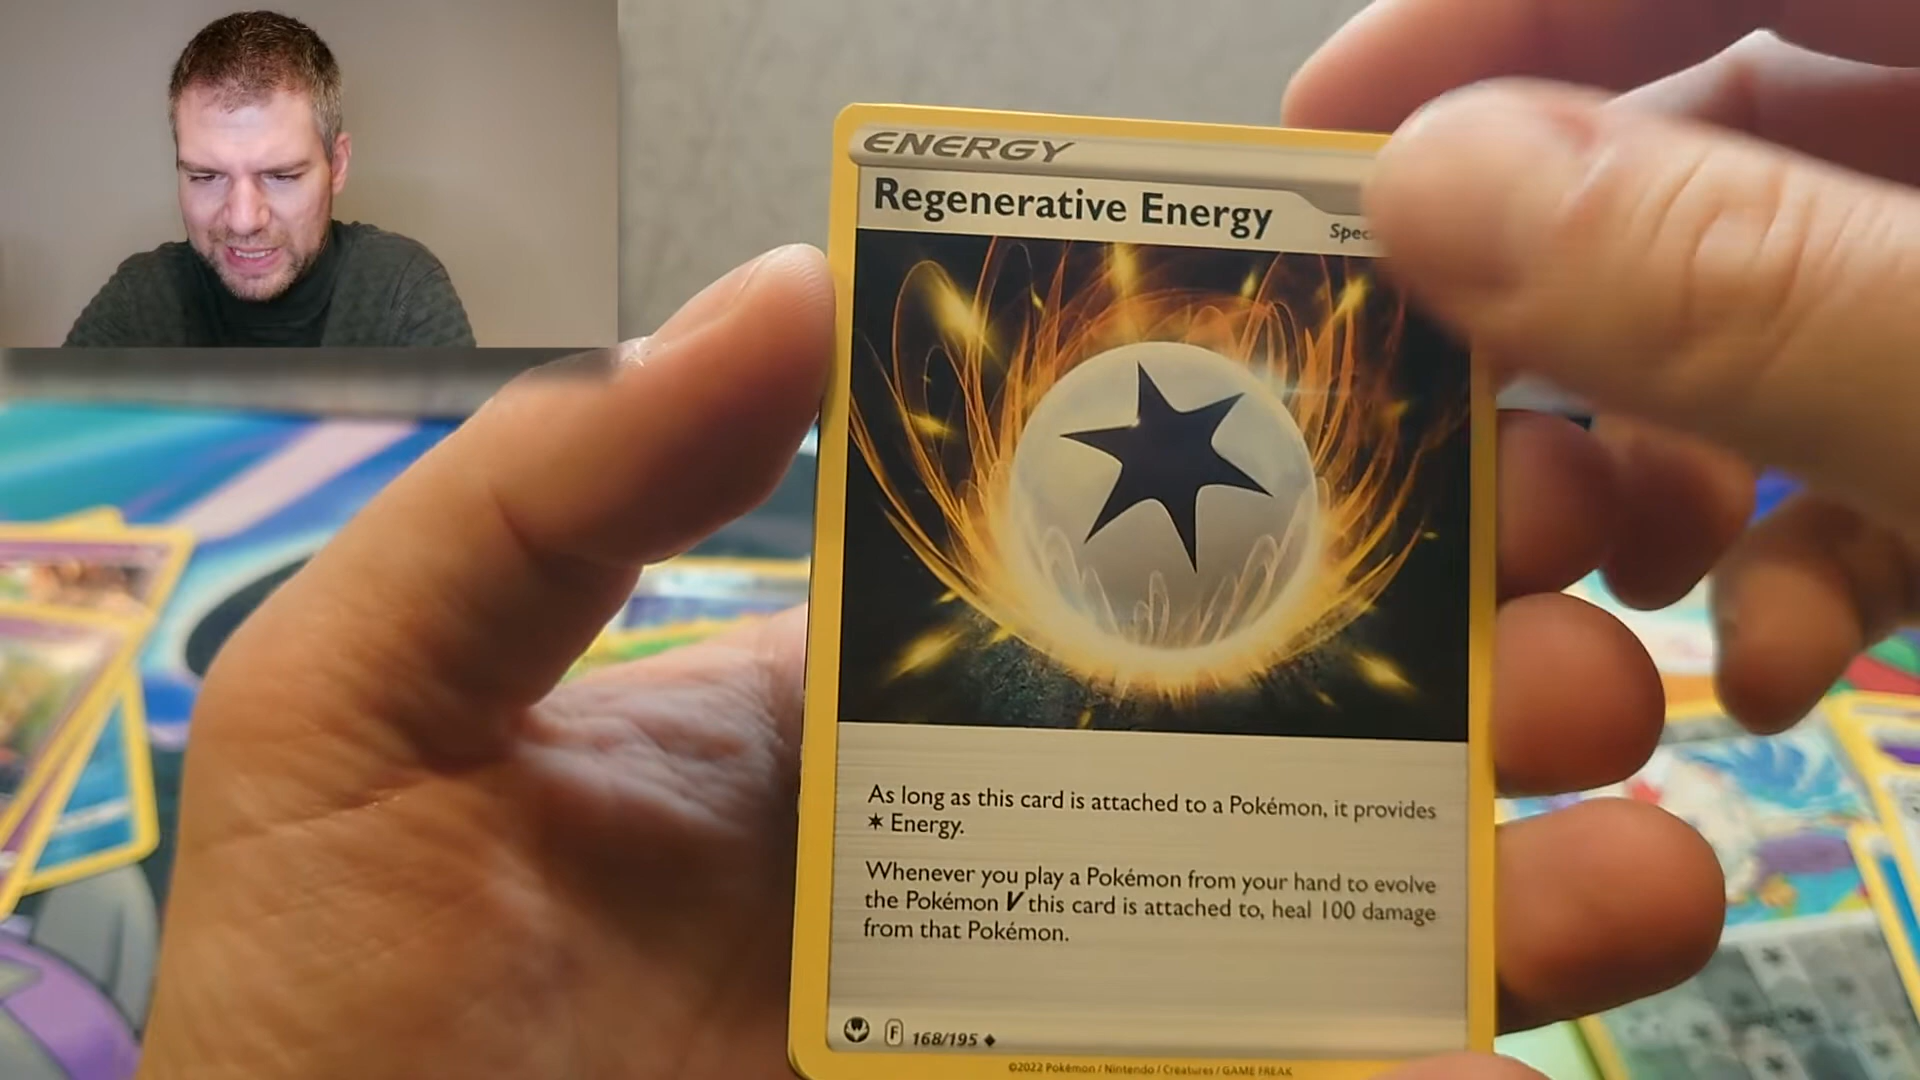 ENERGY
Regenerative Energy
As long as this card is attached to a Pokémon, it provides
✶ Energy.
Whenever you play a Pokémon from your hand to evolve
the Pokémon V this card is attached to, heal 100 damage
from that Pokémon.
F 168/195 ◆
©2022 Pokémon / Nintendo / Creatures / GAME FREAK